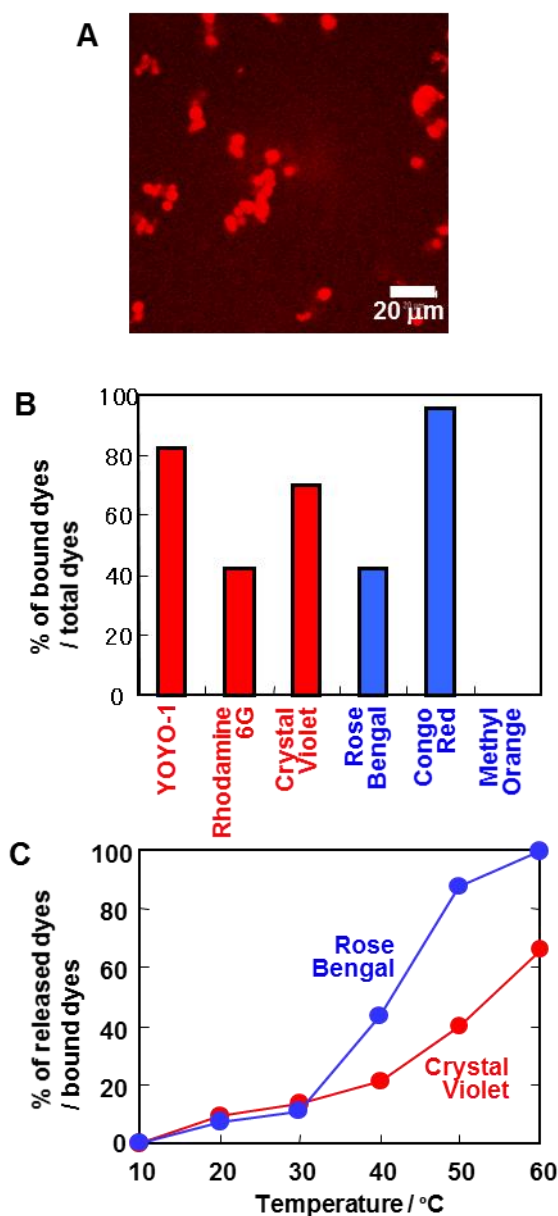 A
20 μm
B
% of bound dyes
/ total dyes
100
80
60
40
20
0
YOYO-1
Rhodamine
6G
Crystal
Violet
Rose
Bengal
Congo
Red
Methyl
Orange
C
% of released dyes
/ bound dyes
100
80
60
40
20
0
Rose
Bengal
Crystal
Violet
10
20
30
40
50
60
Temperature / °C